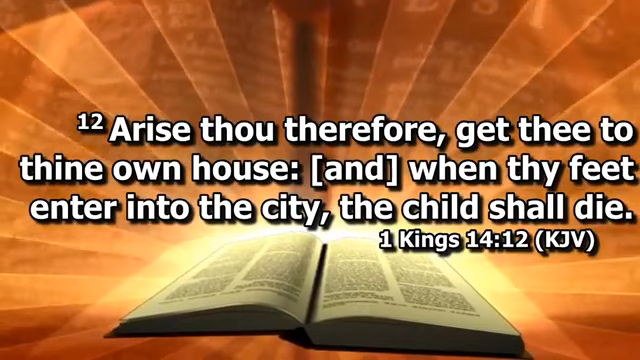 12 Arise thou therefore, get thee to
thine own house: [and] when thy feet
enter into the city, the child shall die.
1 Kings 14:12 (KJV)